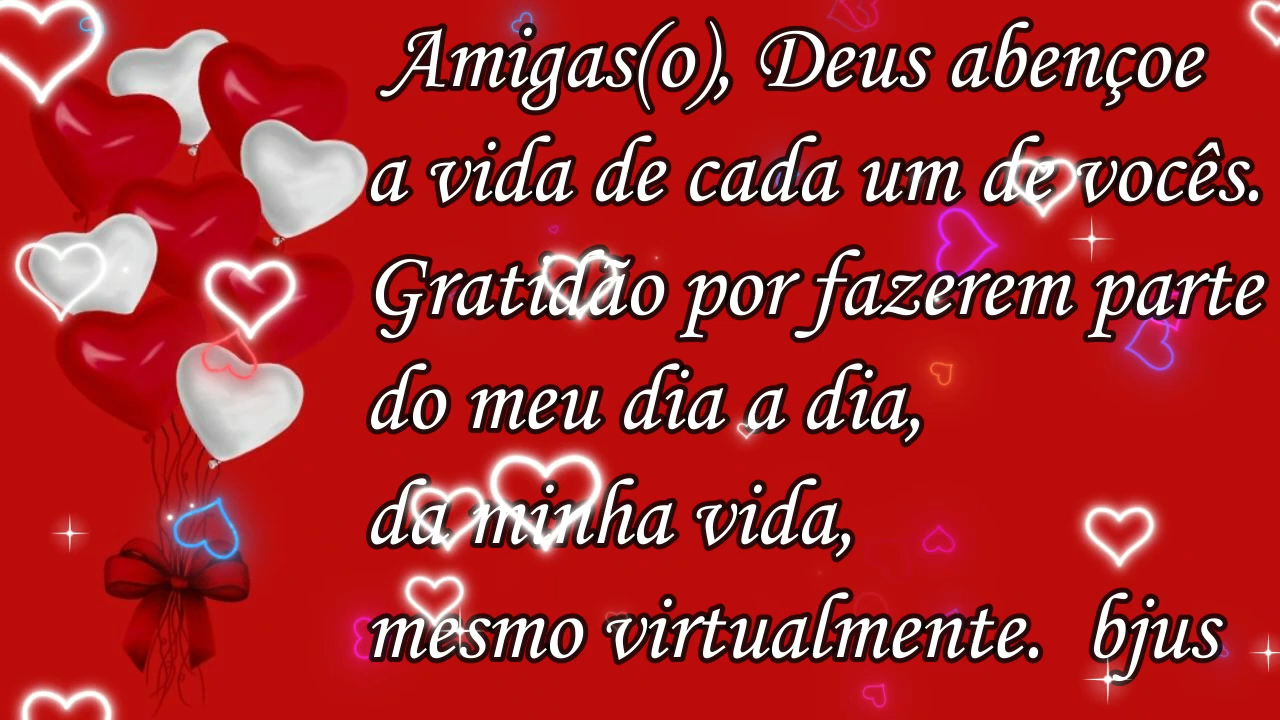 Amigas(o), Deus abençoe
a vida de cada um de vocês.
Gratidão por fazerem parte
do meu dia a dia,
da minha vida,
mesmo virtualmente. bjus